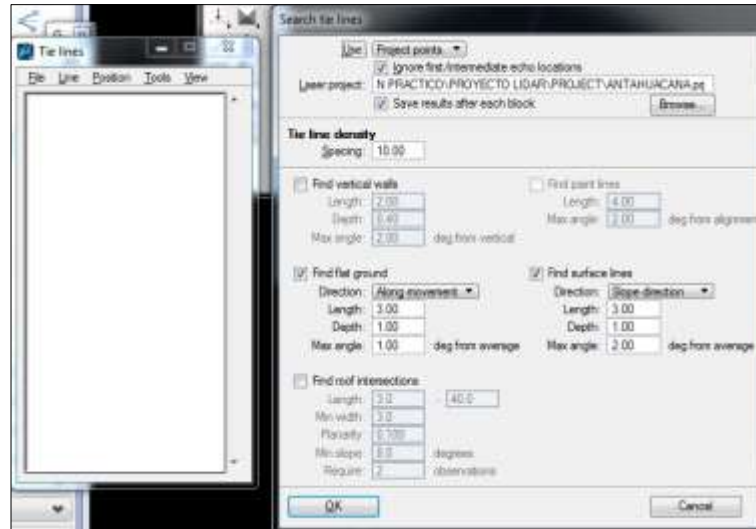 Tie lines
File Line Position Tools View
Search tie lines
Use Project points
Ignore first/intermediate echo locations
Laser project: N PRACTICO\PROYECTO LIDAR\PROJECT\ANTAHUACANA.prj
Save results after each block
Browse...
Tie line density
Spacing: 10.00
Find vertical walls
Length: 2.00
Depth: 0.40
Max angle: 2.00 deg from vertical
Find paint lines
Length: 4.00
Max angle: 2.00 deg from alignment
Find flat ground
Direction: Along movement
Length: 3.00
Depth: 1.00
Max angle: 1.00 deg from average
Find surface lines
Direction: Slope direction
Length: 3.00
Depth: 1.00
Max angle: 2.00 deg from average
Find roof intersections
Length: 3.0 - 40.0
Min width: 3.0
Planarity: 0.100
Min slope: degrees
Require: 2 observations
OK
Cancel